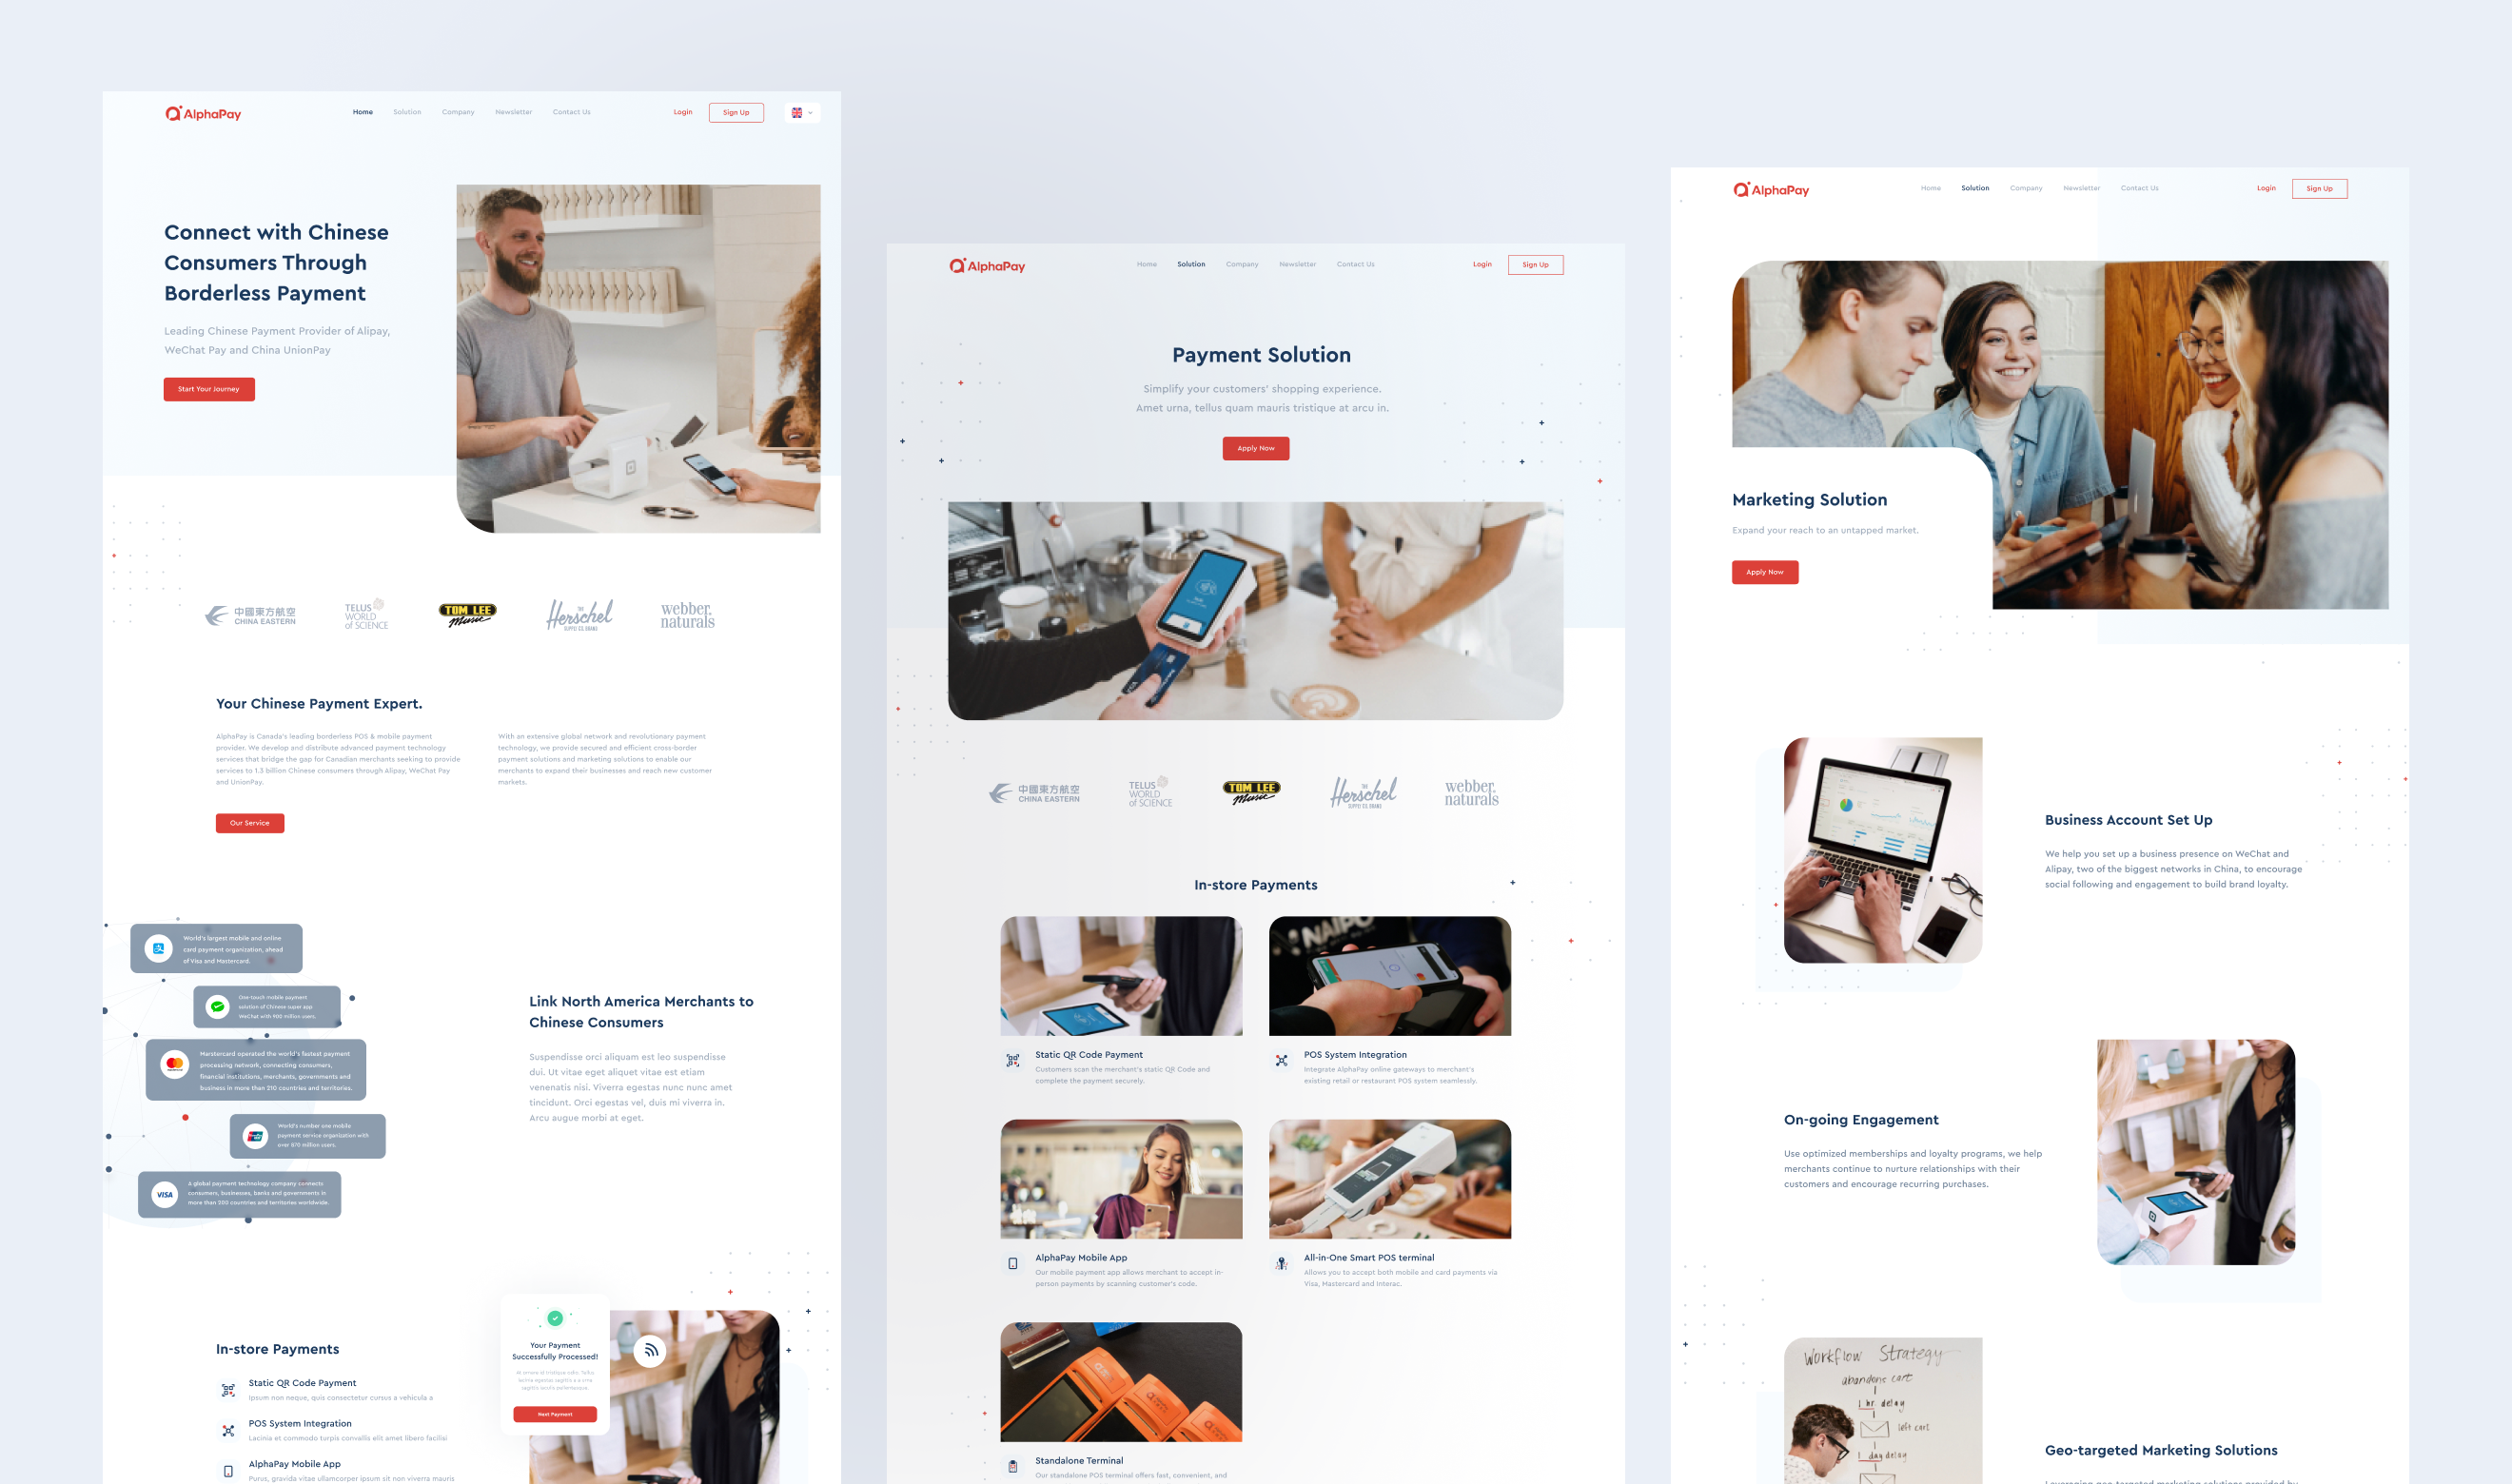 AlphaPay
Home
Solution
Company
Newsletter
Contact Us
Login
Sign Up
Connect with Chinese
Consumers Through
Borderless Payment
Leading Chinese Payment Provider of Alipay,
WeChat Pay and China UnionPay
Start Your Journey
中國東方航空
CHINA EASTERN
TELUS
WORLD
of SCIENCE
TOM LEE
Music
THE
Herschel
SUPPLY CO. BRAND
webber
naturals
Your Chinese Payment Expert.
AlphaPay is Canada's leading borderless POS & mobile payment
provider. We develop and distribute advanced payment technology
services that bridge the gap for Canadian merchants seeking to provide
services to 1.3 billion Chinese consumers through Alipay, WeChat Pay
and UnionPay.
With an extensive global network and revolutionary payment
technology, we provide secured and efficient cross-border
payment solutions and marketing solutions to enable our
merchants to expand their businesses and reach new customer
markets.
Our Service
World's largest mobile and online
card payment organization, ahead
of Visa and Mastercard.
One-touch mobile payment
solution of Chinese super app
WeChat with 900 million users.
Marstercard operated the world's fastest payment
processing network, connecting consumers,
financial institutions, merchants, governmants and
business in more then 210 countries and territories.
World's number one mobile
payment service organization with
over 870 million users.
VISA
A global payment technology company connects
consumers, businesses, banks and governments in
more than 200 countries and territories worldwide.
Link North America Merchants to
Chinese Consumers
Suspendisse orci aliquam est leo suspendisse
dui. Ut vitae eget aliquet vitae est etiam
venenatis nisi. Viverra egestas nunc nunc amet
tincidunt. Orci egestas vel, duis mi viverra in.
Arcu augue morbi at eget.
In-store Payments
Static QR Code Payment
Ipsum non neque, quis consectetur cursus a vehicula a
POS System Integration
Lacinia et commodo turpis convallis elit amet libero facilisi
AlphaPay Mobile App
Purus, gravida vitae ullamcorper ipsum sit non viverra mauris
Your Payment
Successfully Processed!
Next Payment
AlphaPay
Home
Solution
Company
Newsletter
Contact Us
Login
Sign Up
Payment Solution
Simplify your customers' shopping experience.
Amet urna, tellus quam mauris tristique at arcu in.
Apply Now
中國東方航空
CHINA EASTERN
TELUS
WORLD
of SCIENCE
TOM LEE
Music
THE
Herschel
SUPPLY CO. BRAND
webber
naturals
In-store Payments
NAIPO
Static QR Code Payment
Customers scan the merchant's static QR Code and
complete the payment securely.
POS System Integration
Integrate AlphaPay online gateways to merchant's
existing retail or restaurant POS system seamlessly.
AlphaPay Mobile App
Our mobile payment app allows merchant to accept in-
person payments by scanning customer's code.
All-in-One Smart POS terminal
Allows you to accept both mobile and card payments via
Visa, Mastercard and Interac.
Standalone Terminal
Our standalone POS terminal offers fast, convenient, and
AlphaPay
Home
Solution
Company
Newsletter
Contact Us
Login
Sign Up
Marketing Solution
Expand your reach to an untapped market.
Apply Now
Business Account Set Up
We help you set up a business presence on WeChat and
Alipay, two of the biggest networks in China, to encourage
social following and engagement to build brand loyalty.
On-going Engagement
Use optimized memberships and loyalty programs, we help
merchants continue to nurture relationships with their
customers and encourage recurring purchases.
Workflow Strategy
abandone cart
1 hr. delay
left cart
1 day delay
Geo-targeted Marketing Solutions